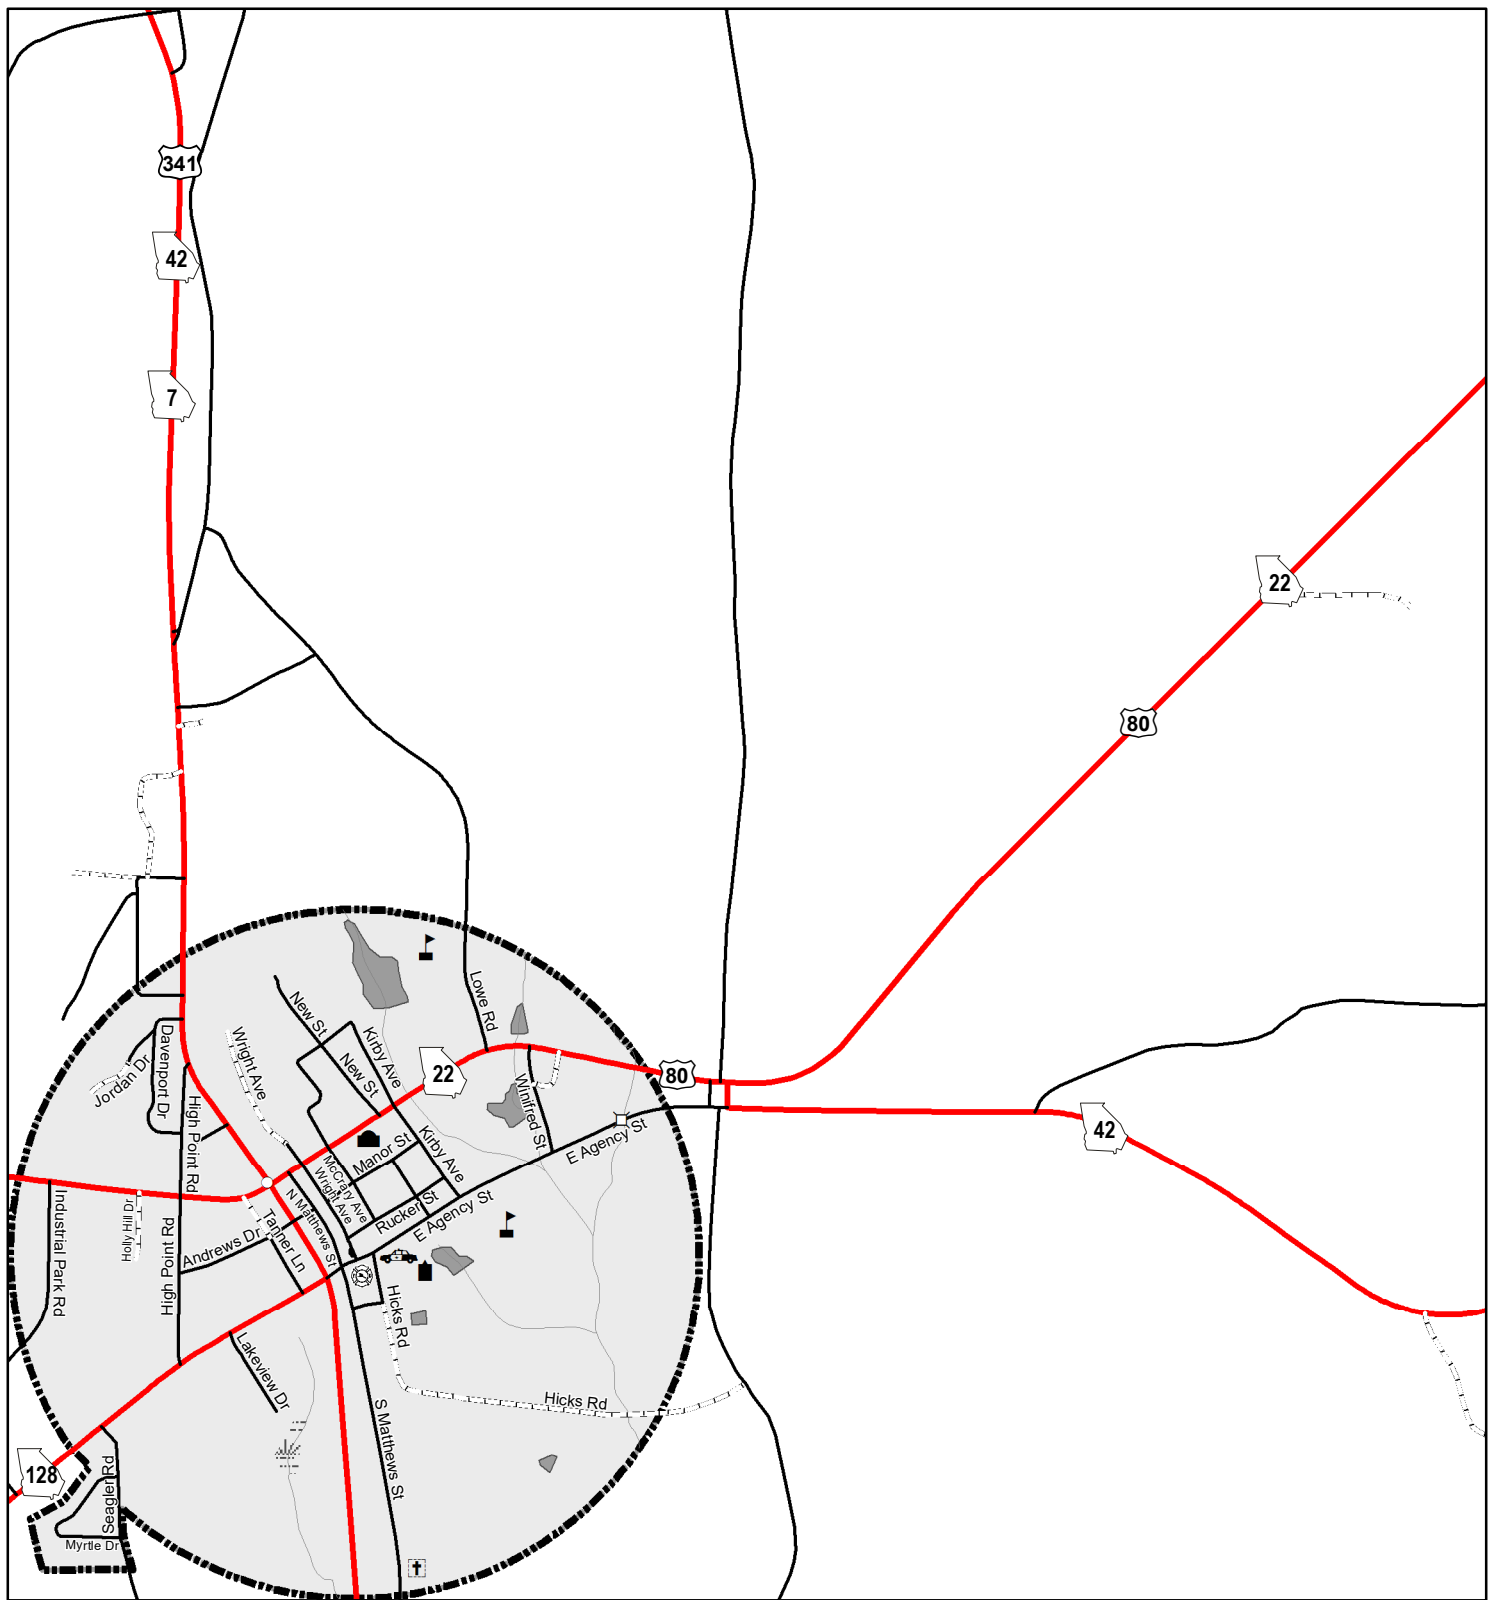 341
42
7
22
80
Lowe Rd
New St
Kirby Ave
Wright Ave
Davenport Dr
Jordan Dr
New St
22
80
Winifred St
High Point Rd
42
E Agency St
Kirby Ave
Manor St
McCrary Ave
Wright Ave
N Matthews St
Rucker St
E Agency St
Industrial Park Rd
Holly Hill Dr
High Point Rd
Andrews Dr
Tanner Ln
Hicks Rd
Lakeview Dr
Hicks Rd
S Matthews St
128
Seagler Rd
Myrtle Dr